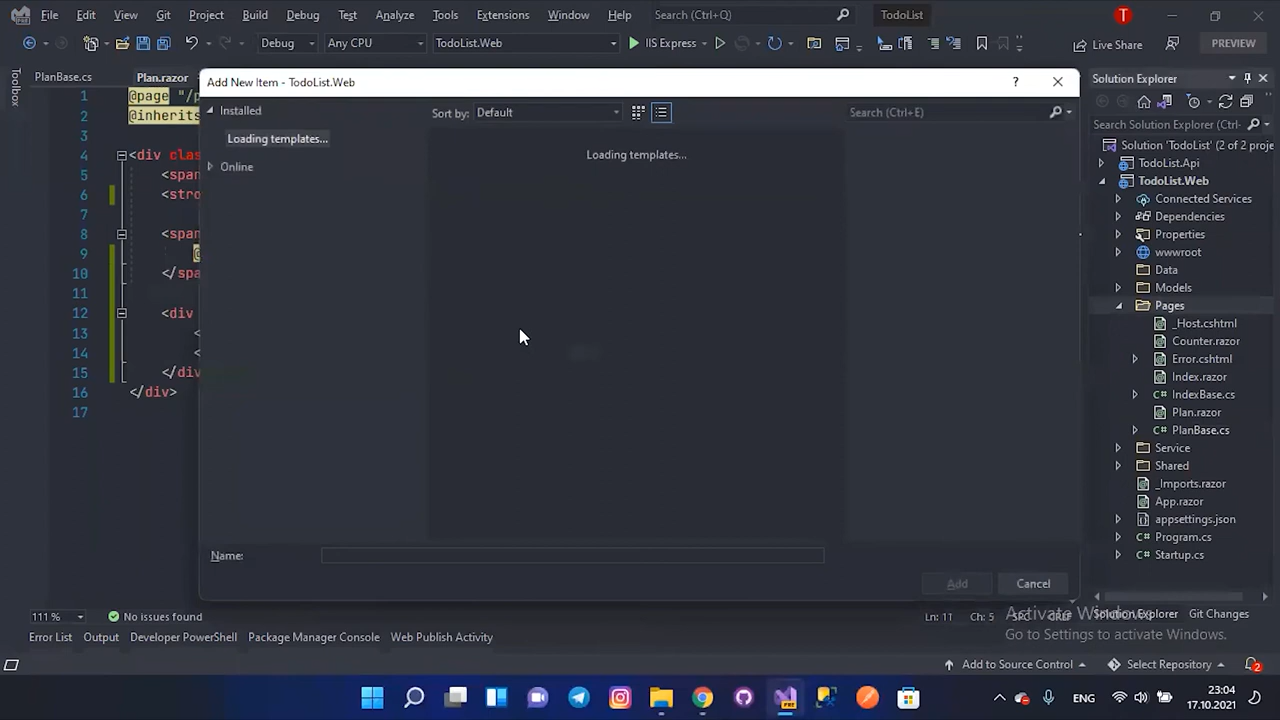 File Edit View Git Project Build Debug Test Analyze Tools Extensions Window Help Search (Ctrl+Q) TodoList T
Debug Any CPU TodoList.Web IIS Express Live Share PREVIEW
Toolbox
PlanBase.cs Plan.razor
1 @page "/p
2 @inherits
3
4 <div clas
5 <span
6 <stro
7
8 <span
9 @
10 </spa
11
12 <div
13 <
14 <
15 </div
16 </div>
17
Add New Item - TodoList.Web ?
Installed
Loading templates...
Online
Sort by: Default
Search (Ctrl+E)
Loading templates...
Name:
Add Cancel
Solution Explorer
Search Solution Explorer (Ctrl-
Solution 'TodoList' (2 of 2 proje
TodoList.Api
TodoList.Web
Connected Services
Dependencies
Properties
wwwroot
Data
Models
Pages
_Host.cshtml
Counter.razor
Error.cshtml
Index.razor
IndexBase.cs
Plan.razor
PlanBase.cs
Service
Shared
_Imports.razor
App.razor
appsettings.json
Program.cs
Startup.cs
Solution Explorer Git Changes
111 % No issues found Ln: 11 Ch: 5 SPC CRLF
Activate Windows
Go to Settings to activate Windows.
Error List Output Developer PowerShell Package Manager Console Web Publish Activity
Add to Source Control Select Repository 2
PRE
ENG 23:04
17.10.2021